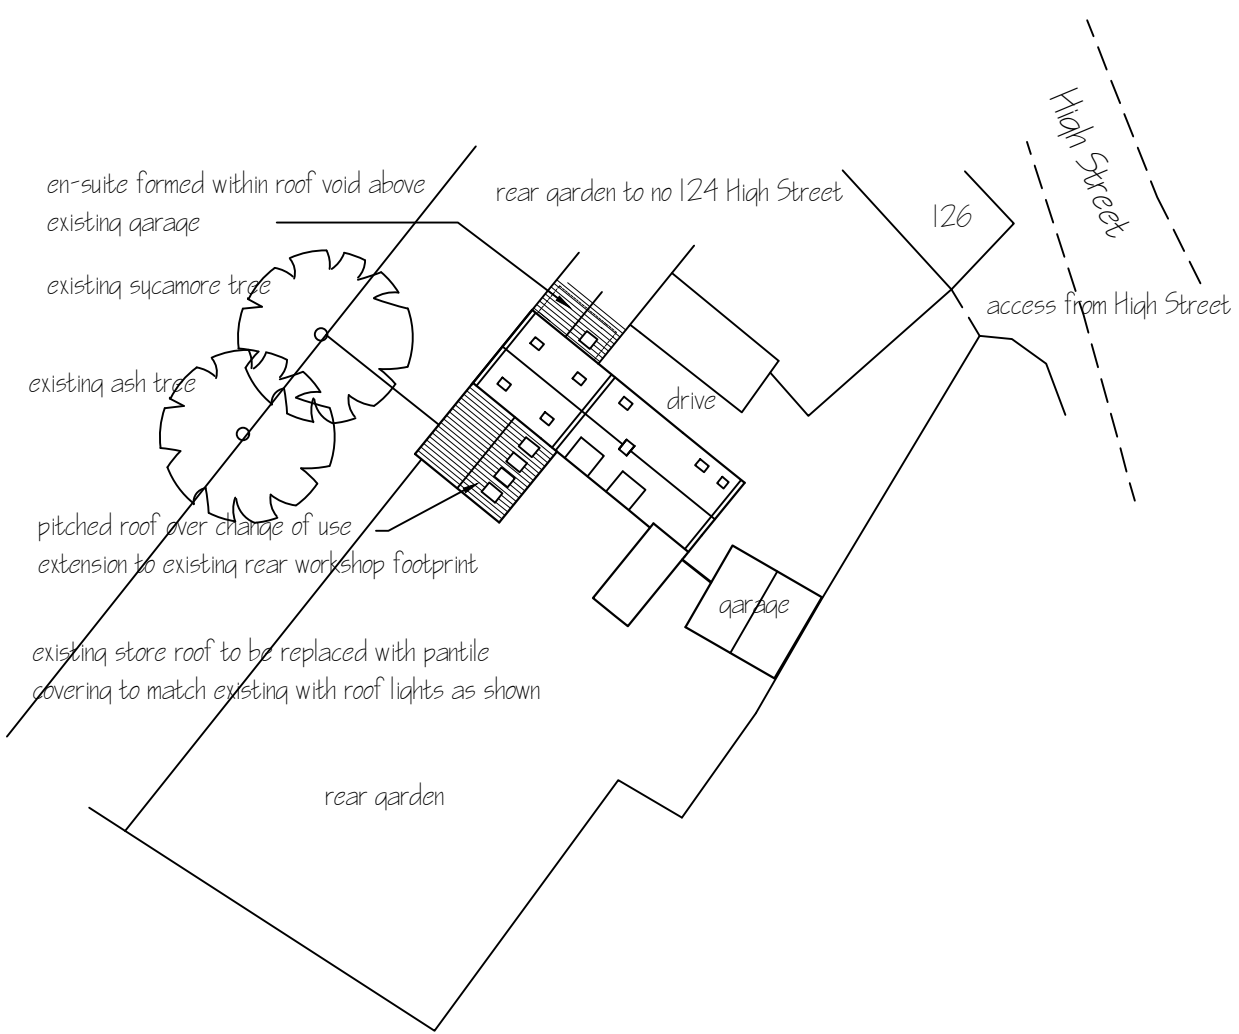 High Street
en-suite formed within roof void above
existing garage
rear garden to no 124 High Street
126
existing sycamore tree
access from High Street
existing ash tree
drive
pitched roof over change of use
extension to existing rear workshop footprint
garage
existing store roof to be replaced with pantile
covering to match existing with roof lights as shown
rear garden